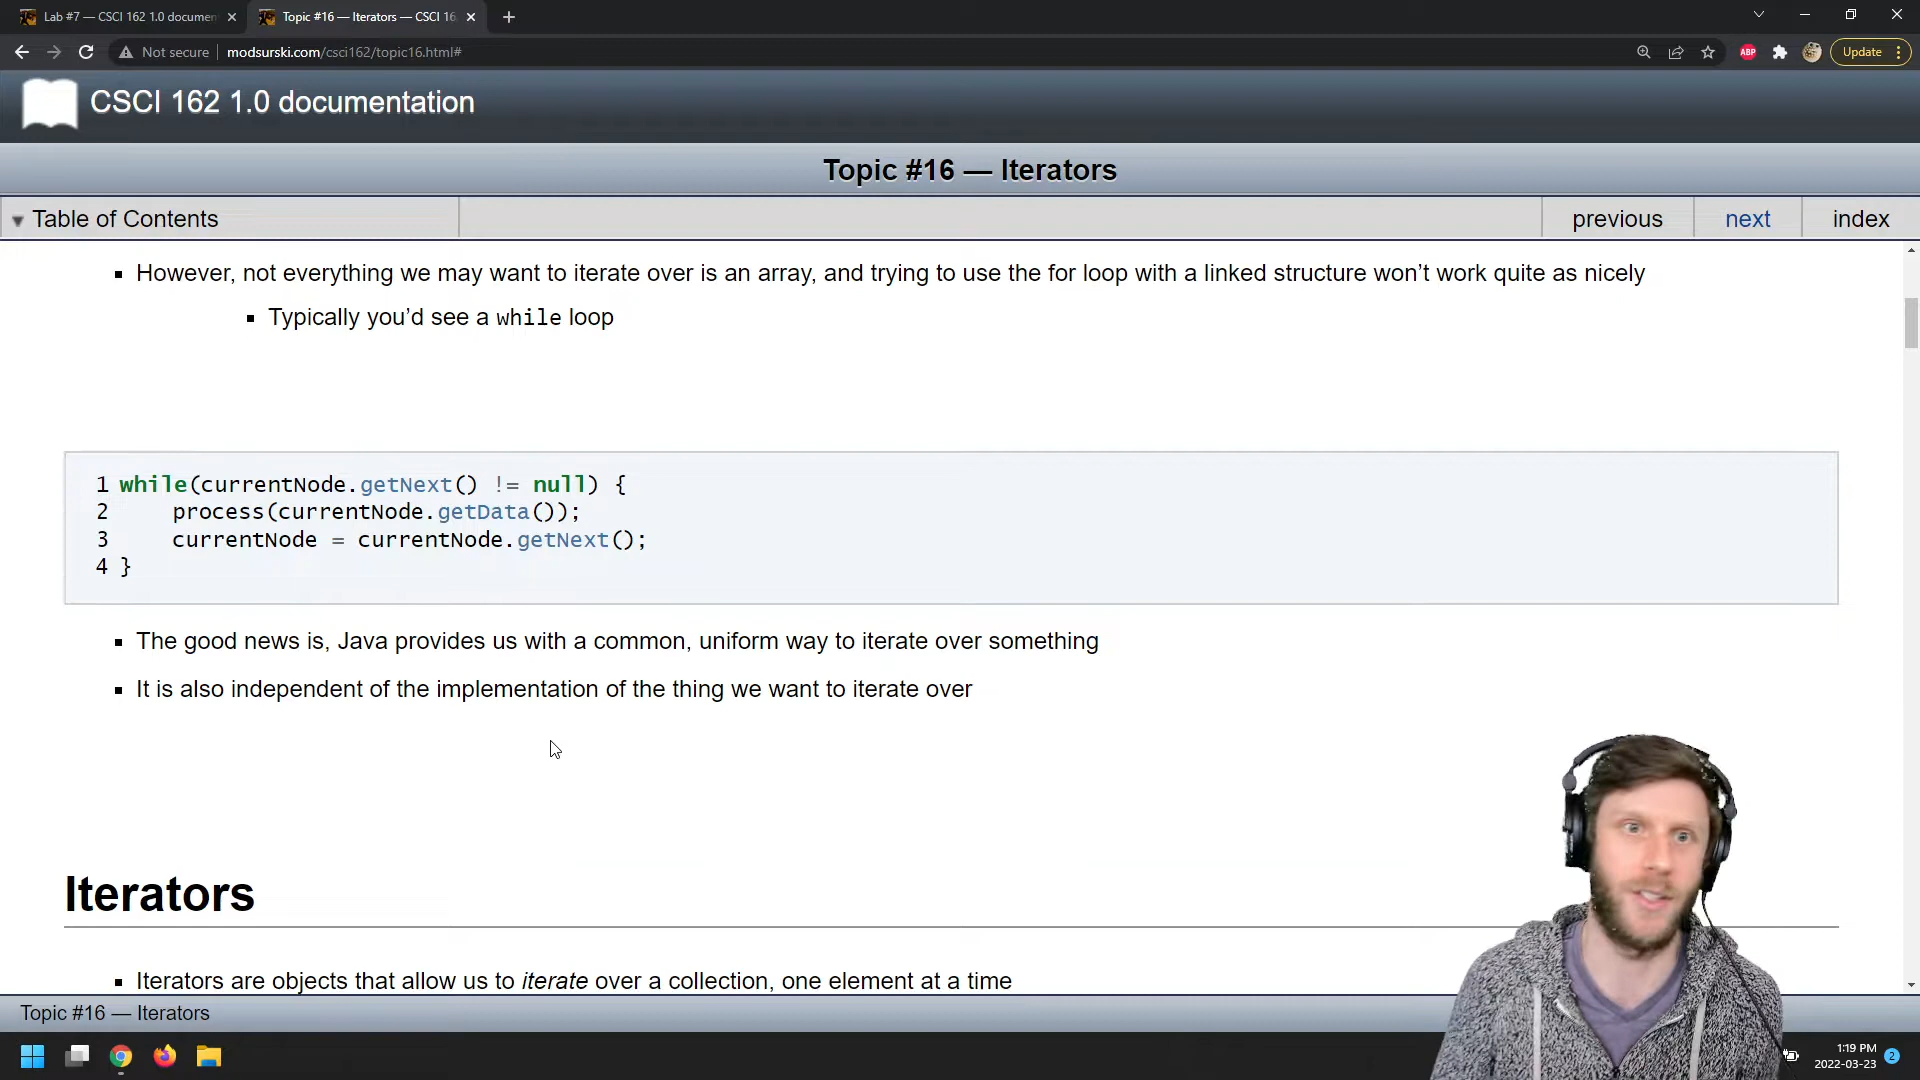 Lab #7 — CSCI 162 1.0 documen
Topic #16 — Iterators — CSCI 16
Not secure
modsurski.com/csci162/topic16.html#
ABP
Update
CSCI 162 1.0 documentation
Topic #16 — Iterators
Table of Contents
previous
next
index
However, not everything we may want to iterate over is an array, and trying to use the for loop with a linked structure won’t work quite as nicely
Typically you’d see a while loop
1 while(currentNode.getNext() != null) {
2 process(currentNode.getData());
3 currentNode = currentNode.getNext();
4 }
The good news is, Java provides us with a common, uniform way to iterate over something
It is also independent of the implementation of the thing we want to iterate over
Iterators
Iterators are objects that allow us to iterate over a collection, one element at a time
Topic #16 — Iterators
1:19 PM
2022-03-23
2